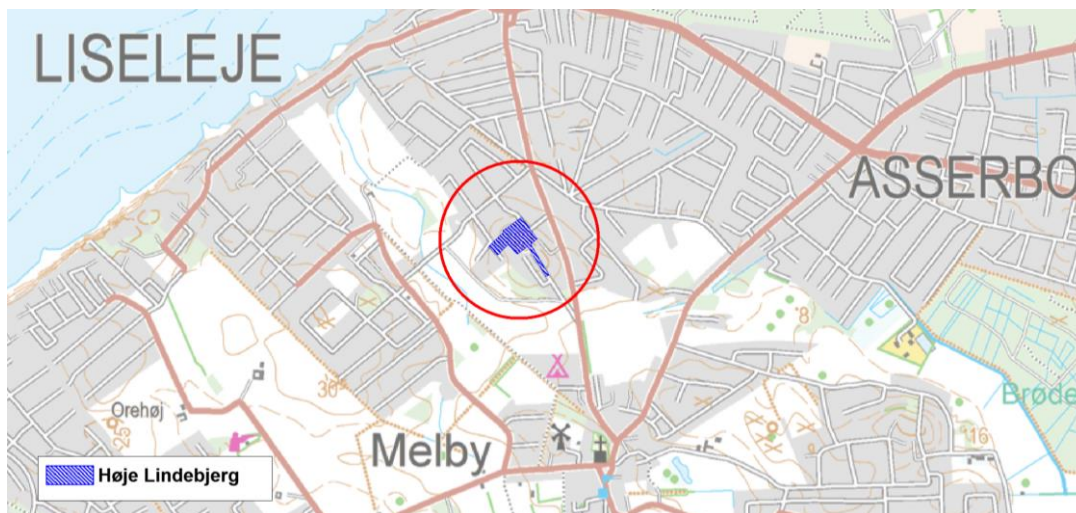 LISELEJE
ASSERBO
8
30
Orehøj
25
Melby
Brøde
16
Høje Lindebjerg